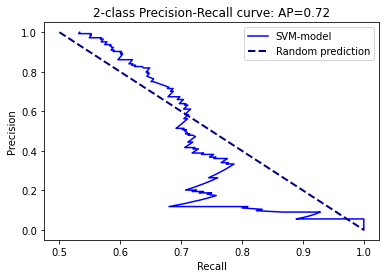 2-class Precision-Recall curve: AP=0.72
SVM-model
Random prediction
1.0
0.8
0.6
0.4
0.2
0.0
Precision
0.5
0.6
0.7
0.8
0.9
1.0
Recall